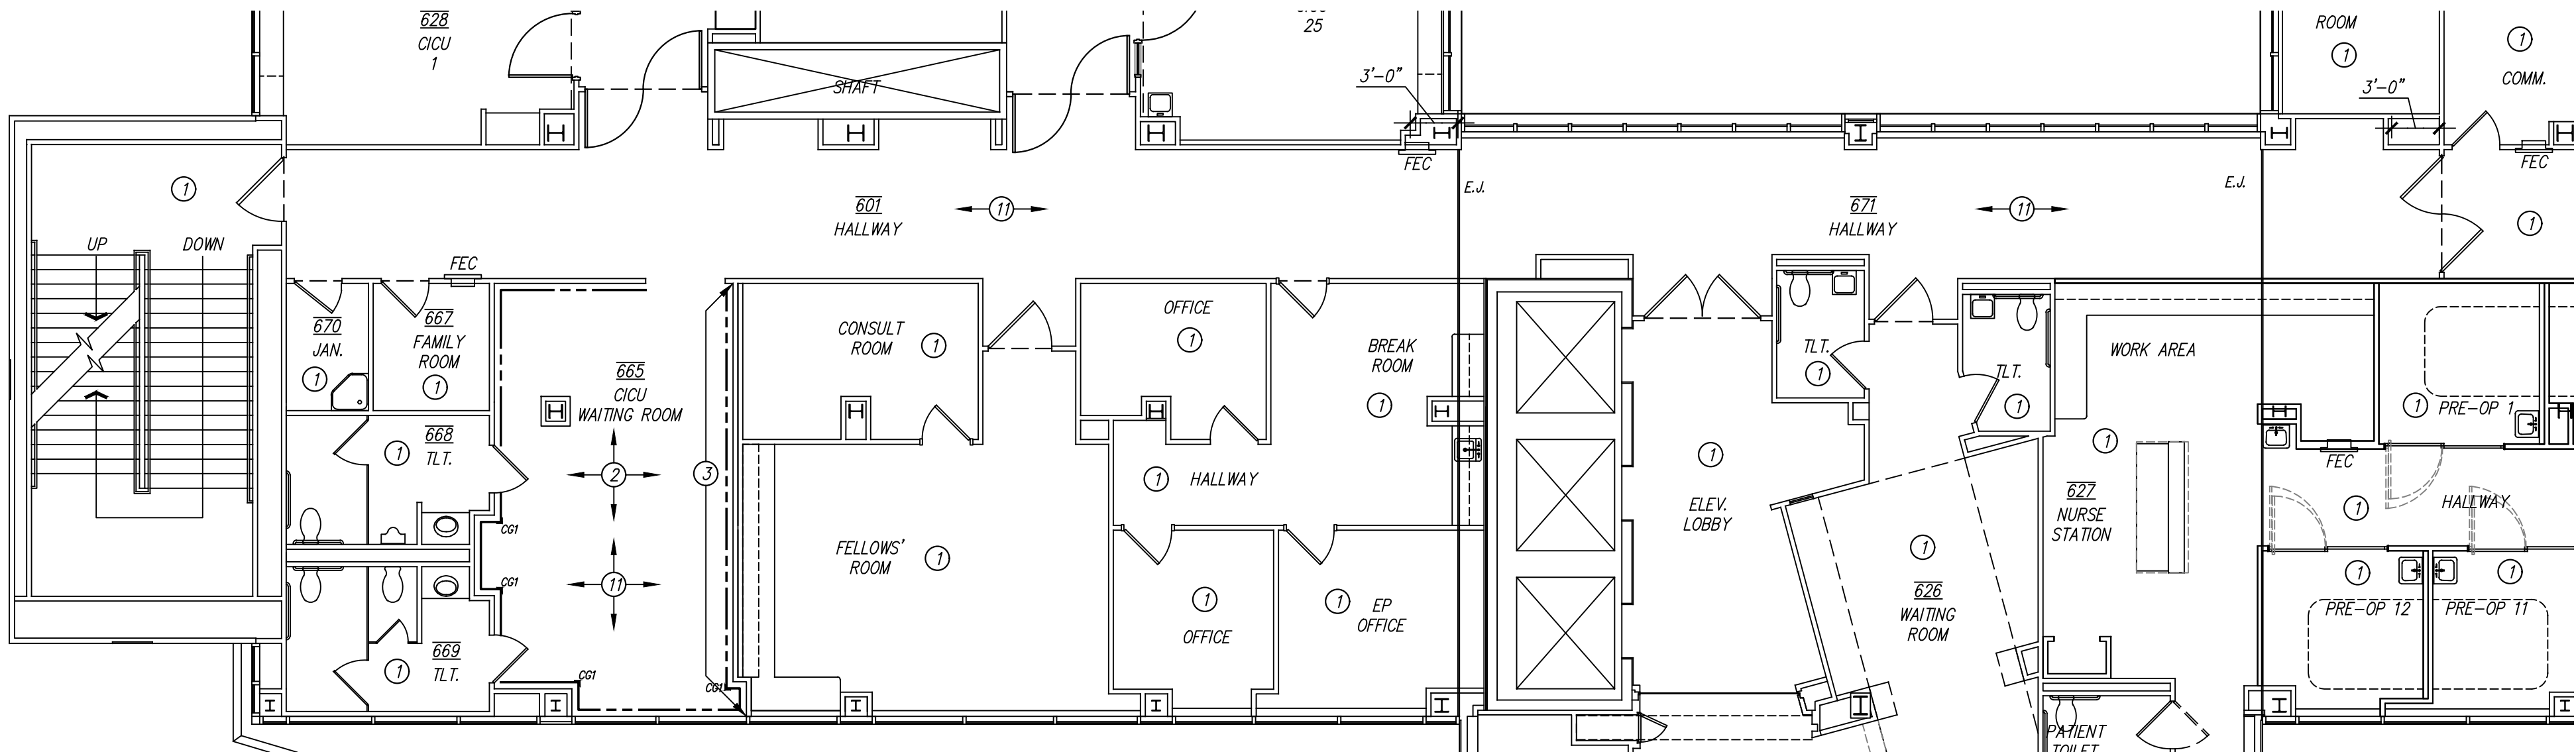 628
CICU
1
25
ROOM
1
1
COMM.
3'-0"
3'-0"
SHAFT
FEC
FEC
E.J.
E.J.
1
601
HALLWAY
11
671
HALLWAY
11
1
UP
DOWN
FEC
670
JAN.
1
667
FAMILY
ROOM
1
665
CICU
WAITING ROOM
CONSULT
ROOM
1
OFFICE
1
BREAK
ROOM
1
TLT.
1
TLT.
1
WORK AREA
1
PRE-OP 1
668
TLT.
1
2
3
1
HALLWAY
1
ELEV.
LOBBY
1
627
NURSE
STATION
FEC
HALLWAY
1
CG1
FELLOWS'
ROOM
1
1
626
WAITING
ROOM
CG1
11
1
OFFICE
1
EP
OFFICE
1
PRE-OP 12
1
PRE-OP 11
669
TLT.
1
CG1
CG1
PATIENT
TOILET